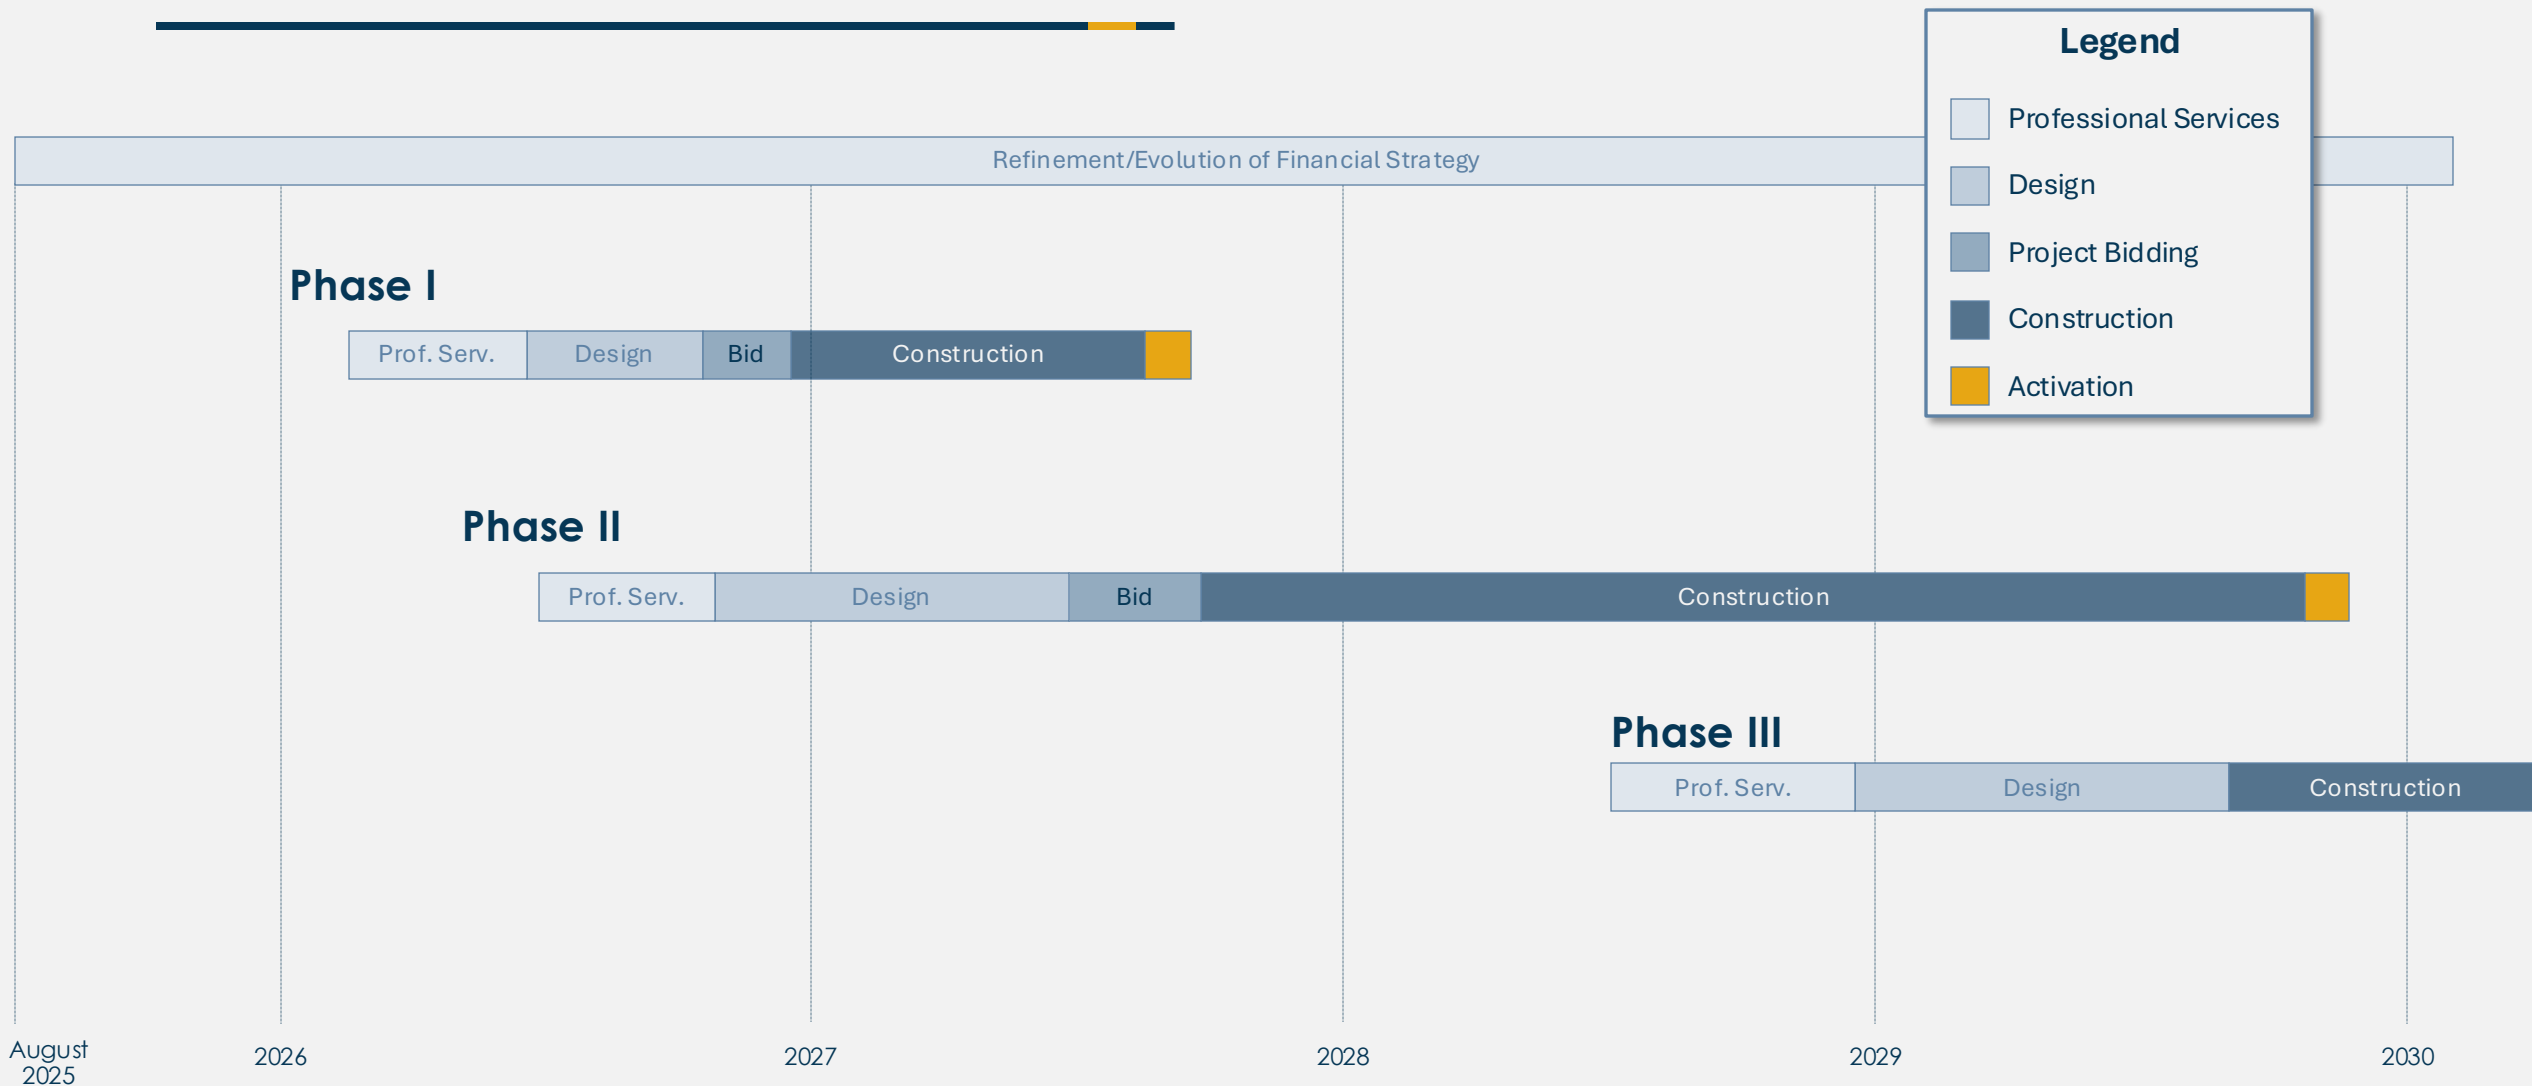 Legend
Professional Services
Design
Project Bidding
Construction
Activation
Refinement/Evolution of Financial Strategy
Phase I
Prof. Serv.
Design
Bid
Construction
Phase II
Prof. Serv.
Design
Bid
Construction
Phase III
Prof. Serv.
Design
Construction
August
2025
2026
2027
2028
2029
2030